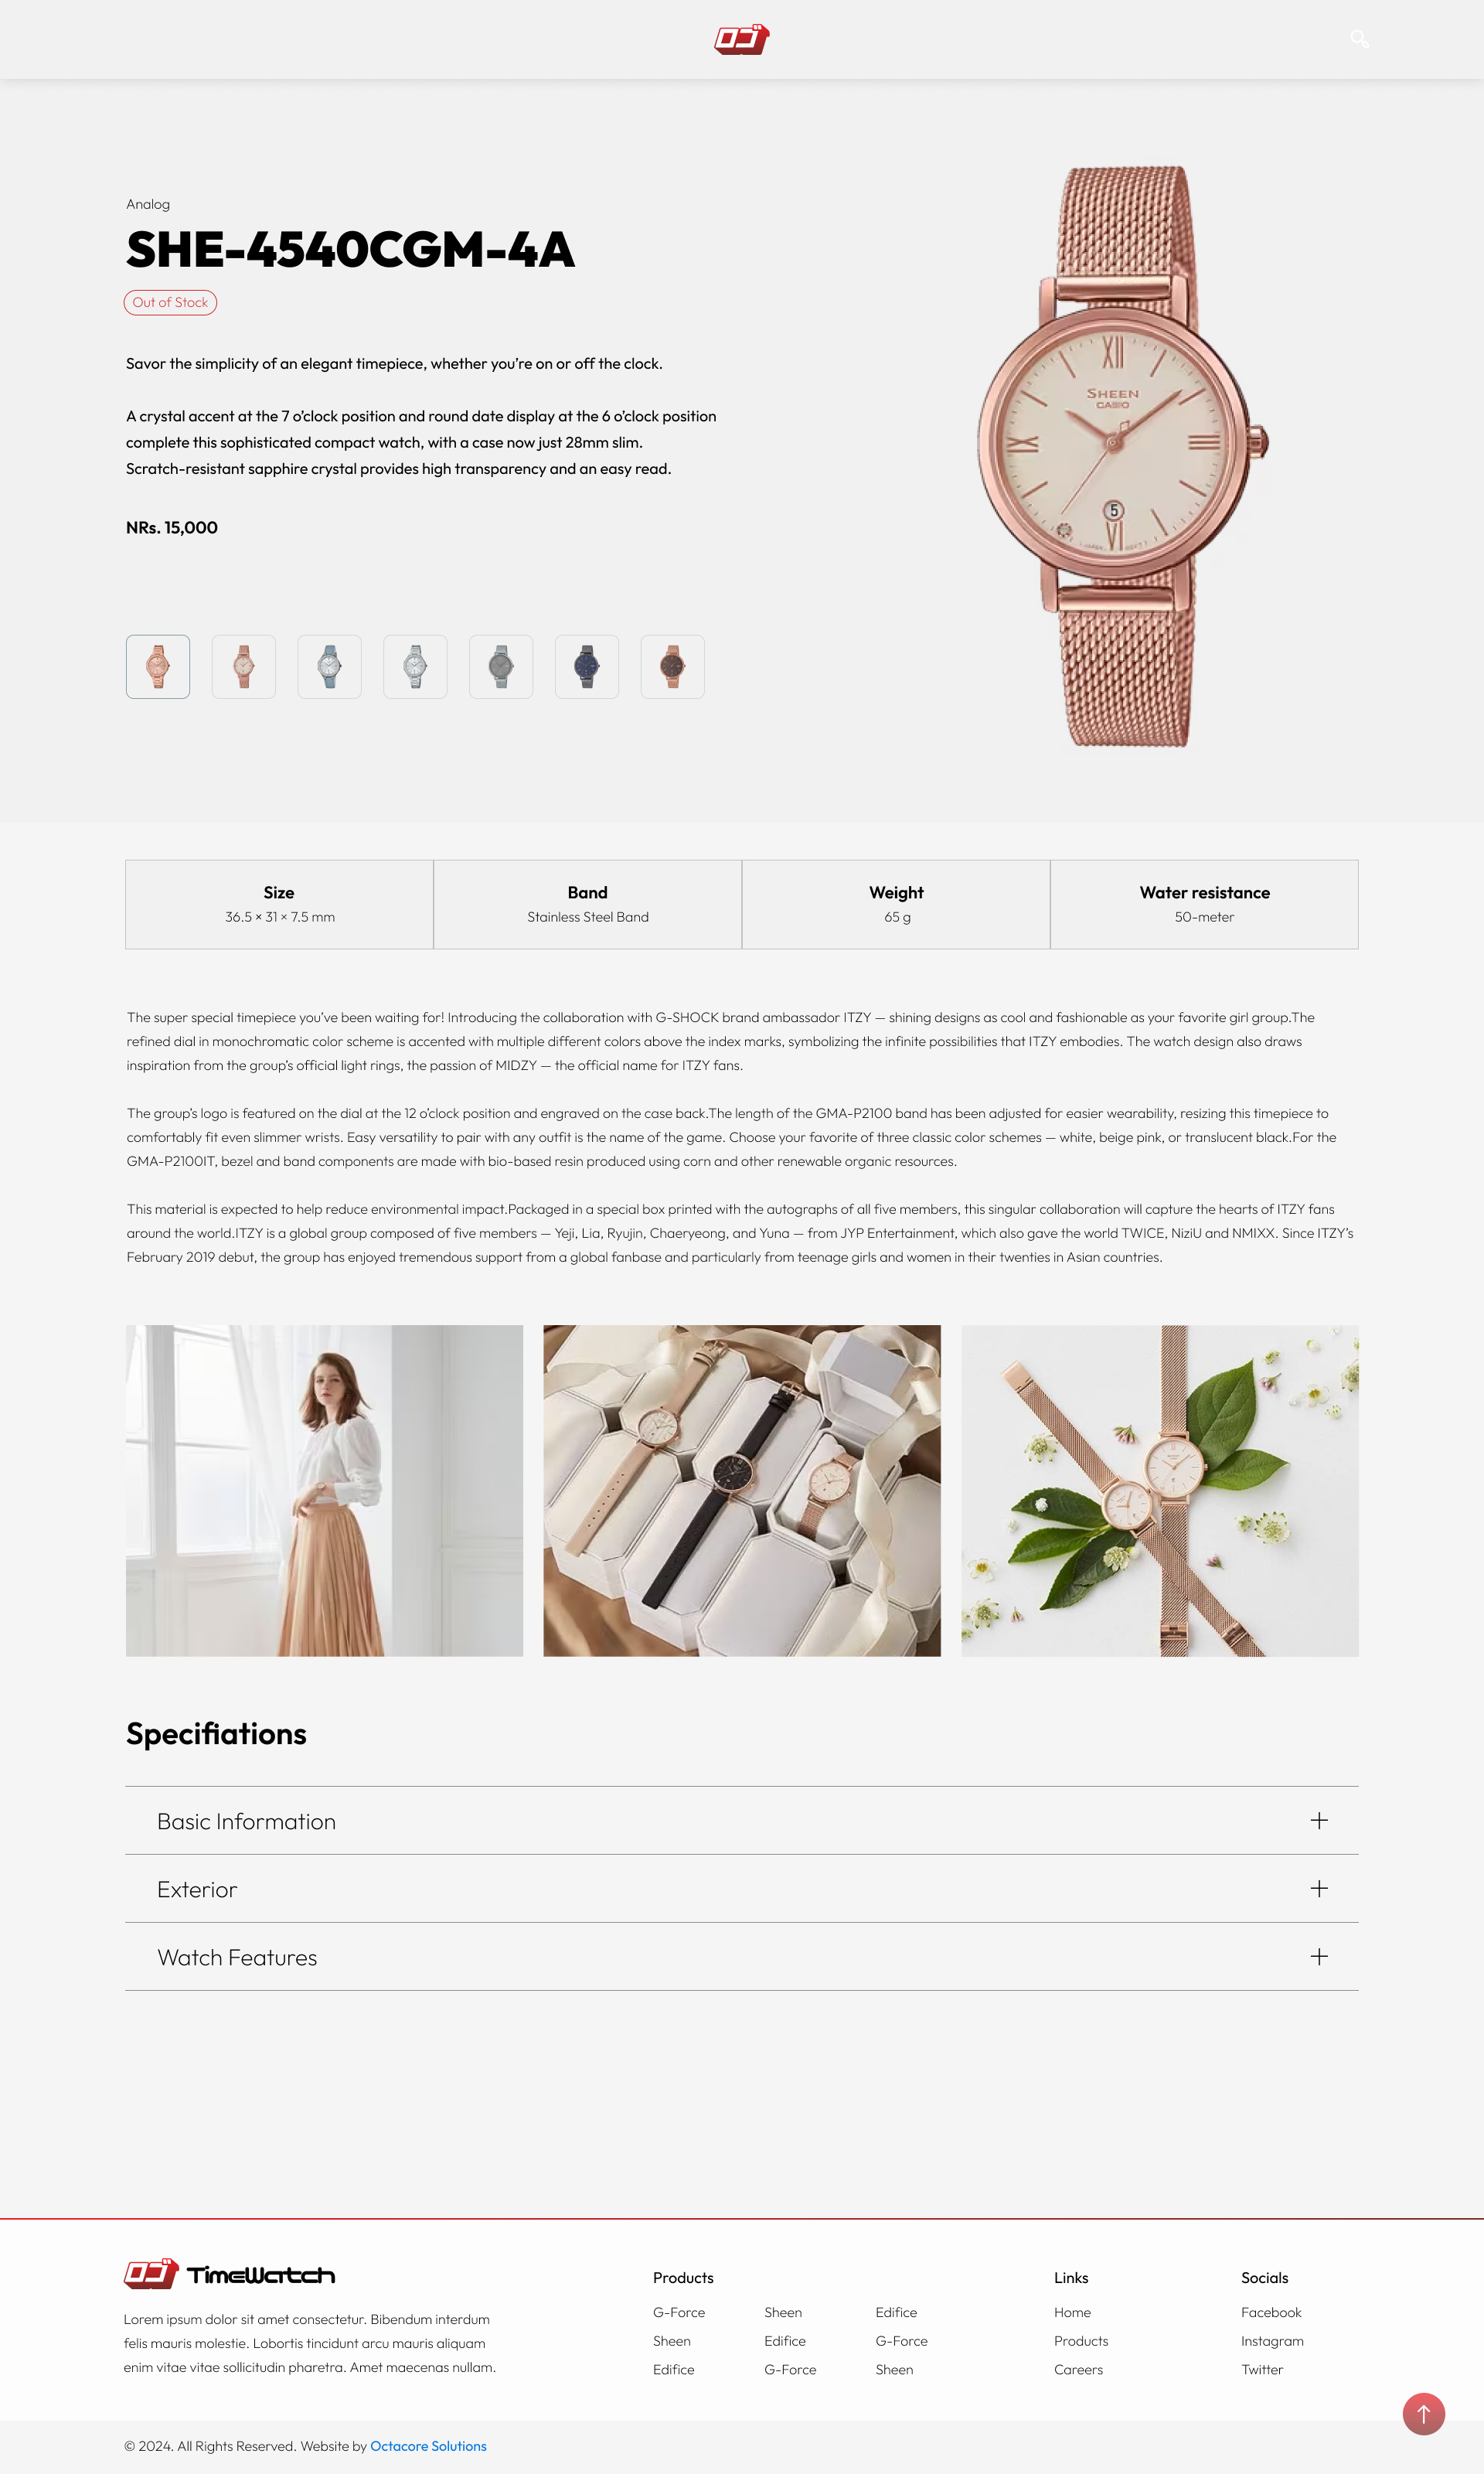 Analog
SHE-4540CGM-4A
Out of Stock
Savor the simplicity of an elegant timepiece, whether you’re on or off the clock.
A crystal accent at the 7 o’clock position and round date display at the 6 o’clock position
complete this sophisticated compact watch, with a case now just 28mm slim.
Scratch-resistant sapphire crystal provides high transparency and an easy read.
NRs. 15,000
SHEEN
CASIO
5
Size
36.5 × 31 × 7.5 mm
Band
Stainless Steel Band
Weight
65 g
Water resistance
50-meter
The super special timepiece you’ve been waiting for! Introducing the collaboration with G-SHOCK brand ambassador ITZY — shining designs as cool and fashionable as your favorite girl group.The
refined dial in monochromatic color scheme is accented with multiple different colors above the index marks, symbolizing the infinite possibilities that ITZY embodies. The watch design also draws
inspiration from the group’s official light rings, the passion of MIDZY — the official name for ITZY fans.
The group’s logo is featured on the dial at the 12 o’clock position and engraved on the case back.The length of the GMA-P2100 band has been adjusted for easier wearability, resizing this timepiece to
comfortably fit even slimmer wrists. Easy versatility to pair with any outfit is the name of the game. Choose your favorite of three classic color schemes — white, beige pink, or translucent black.For the
GMA-P2100IT, bezel and band components are made with bio-based resin produced using corn and other renewable organic resources.
This material is expected to help reduce environmental impact.Packaged in a special box printed with the autographs of all five members, this singular collaboration will capture the hearts of ITZY fans
around the world.ITZY is a global group composed of five members — Yeji, Lia, Ryujin, Chaeryeong, and Yuna — from JYP Entertainment, which also gave the world TWICE, NiziU and NMIXX. Since ITZY’s
February 2019 debut, the group has enjoyed tremendous support from a global fanbase and particularly from teenage girls and women in their twenties in Asian countries.
Specifiations
Basic Information
Exterior
Watch Features
TimeWatch
Lorem ipsum dolor sit amet consectetur. Bibendum interdum
felis mauris molestie. Lobortis tincidunt arcu mauris aliquam
enim vitae vitae sollicitudin pharetra. Amet maecenas nullam.
Products
G-Force Sheen Edifice
Sheen Edifice G-Force
Edifice G-Force Sheen
Links
Home
Products
Careers
Socials
Facebook
Instagram
Twitter
© 2024. All Rights Reserved. Website by Octacore Solutions